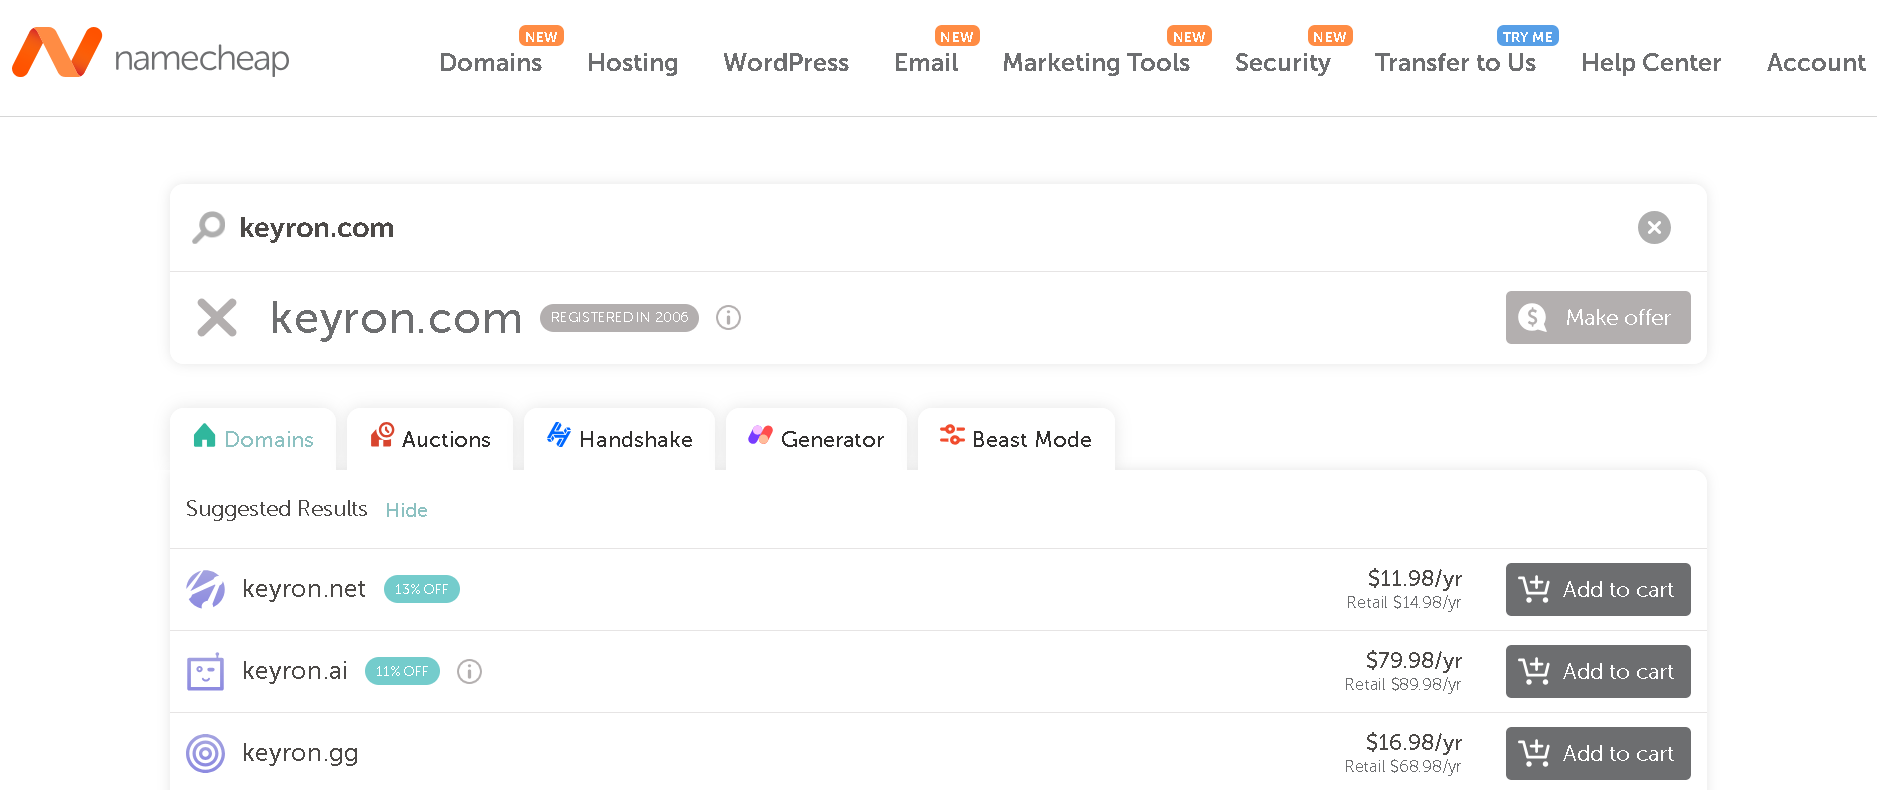 NEW NEW NEW NEW TRY ME
namecheap Domains Hosting WordPress Email Marketing Tools Security Transfer to Us Help Center Account
keyron.com
keyron.com REGISTERED IN 2006 Make offer
Domains Auctions Handshake Generator Beast Mode
Suggested Results Hide
keyron.net 13% OFF $11.98/yr Add to cart
Retail $14.98/yr
keyron.ai 11% OFF $79.98/yr Add to cart
Retail $89.98/yr
keyron.gg $16.98/yr Add to cart
Retail $68.98/yr